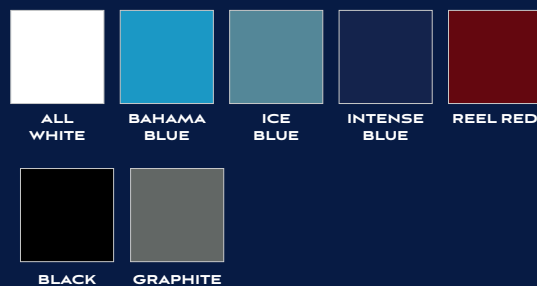 ALL
WHITE
BAHAMA
BLUE
ICE
BLUE
INTENSE
BLUE
REEL RED
BLACK
GRAPHITE